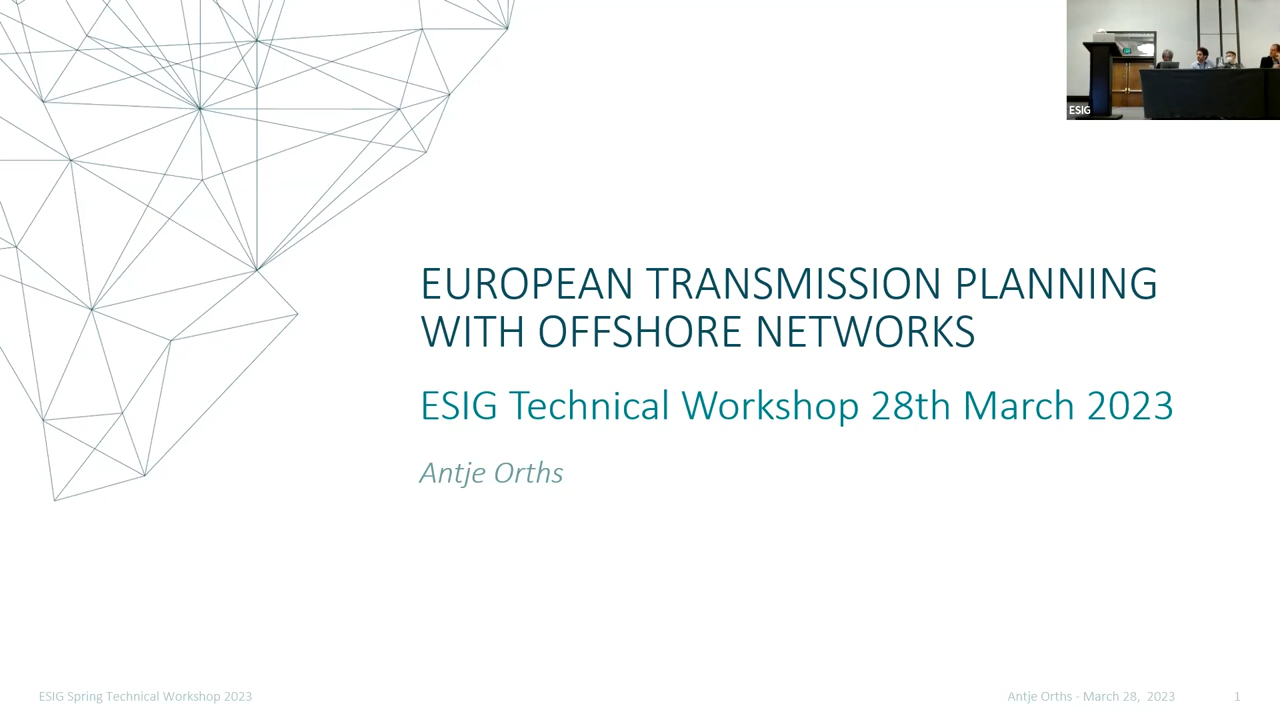 ESIG
EUROPEAN TRANSMISSION PLANNING
WITH OFFSHORE NETWORKS
ESIG Technical Workshop 28th March 2023
Antje Orths
ESIG Spring Technical Workshop 2023
Antje Orths - March 28, 2023
1